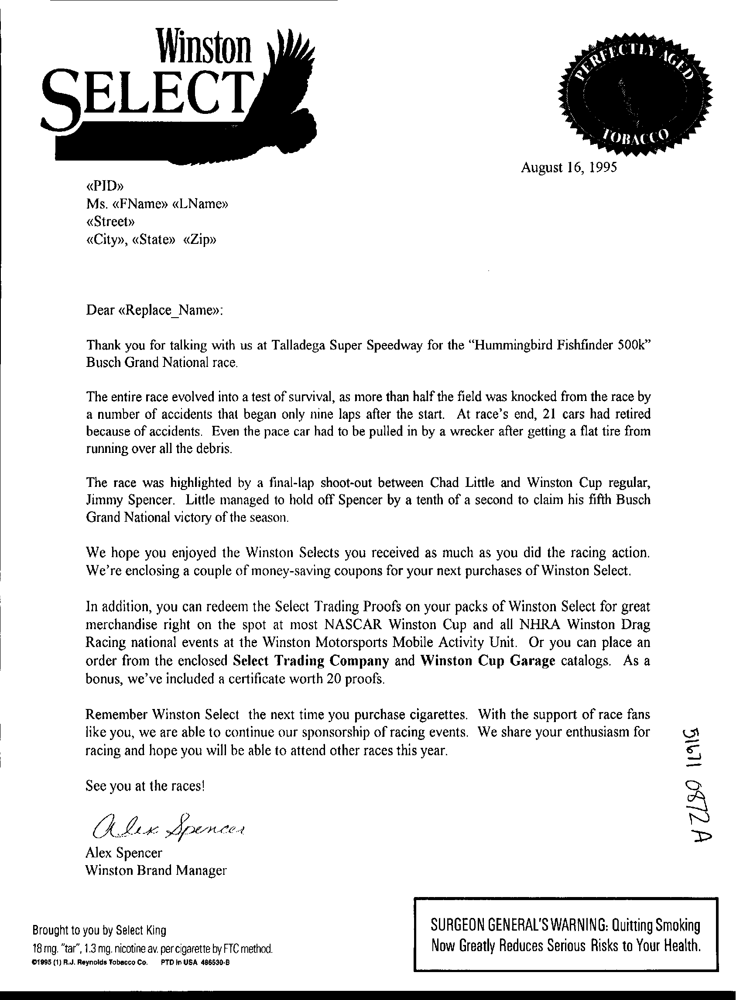 Winston
SELECT
PERFECTLY AGED
TOBACCO
August 16, 1995
«PID»
Ms. «FName» «LName»
«Street»
«City», «State» «Zip»
Dear «Replace_Name»:
Thank you for talking with us at Talladega Super Speedway for the “Hummingbird Fishfinder 500k”
Busch Grand National race.
The entire race evolved into a test of survival, as more than half the field was knocked from the race by
a number of accidents that began only nine laps after the start. At race's end, 21 cars had retired
because of accidents. Even the pace car had to be pulled in by a wrecker after getting a flat tire from
running over all the debris.
The race was highlighted by a final-lap shoot-out between Chad Little and Winston Cup regular,
Jimmy Spencer. Little managed to hold off Spencer by a tenth of a second to claim his fifth Busch
Grand National victory of the season.
We hope you enjoyed the Winston Selects you received as much as you did the racing action.
We're enclosing a couple of money-saving coupons for your next purchases of Winston Select.
In addition, you can redeem the Select Trading Proofs on your packs of Winston Select for great
merchandise right on the spot at most NASCAR Winston Cup and all NHRA Winston Drag
Racing national events at the Winston Motorsports Mobile Activity Unit. Or you can place an
order from the enclosed Select Trading Company and Winston Cup Garage catalogs. As a
bonus, we've included a certificate worth 20 proofs.
Remember Winston Select the next time you purchase cigarettes. With the support of race fans
like you, we are able to continue our sponsorship of racing events. We share your enthusiasm for
racing and hope you will be able to attend other races this year.
See you at the races!
Alex Spencer
Alex Spencer
Winston Brand Manager
51671 0872 A
Brought to you by Select King
18 mg. "tar", 1.3 mg. nicotine av. per cigarette by FTC method.
©1995 (1) R.J. Reynolds Tobacco Co. PTD in USA 486530-B
SURGEON GENERAL'S WARNING: Quitting Smoking
Now Greatly Reduces Serious Risks to Your Health.